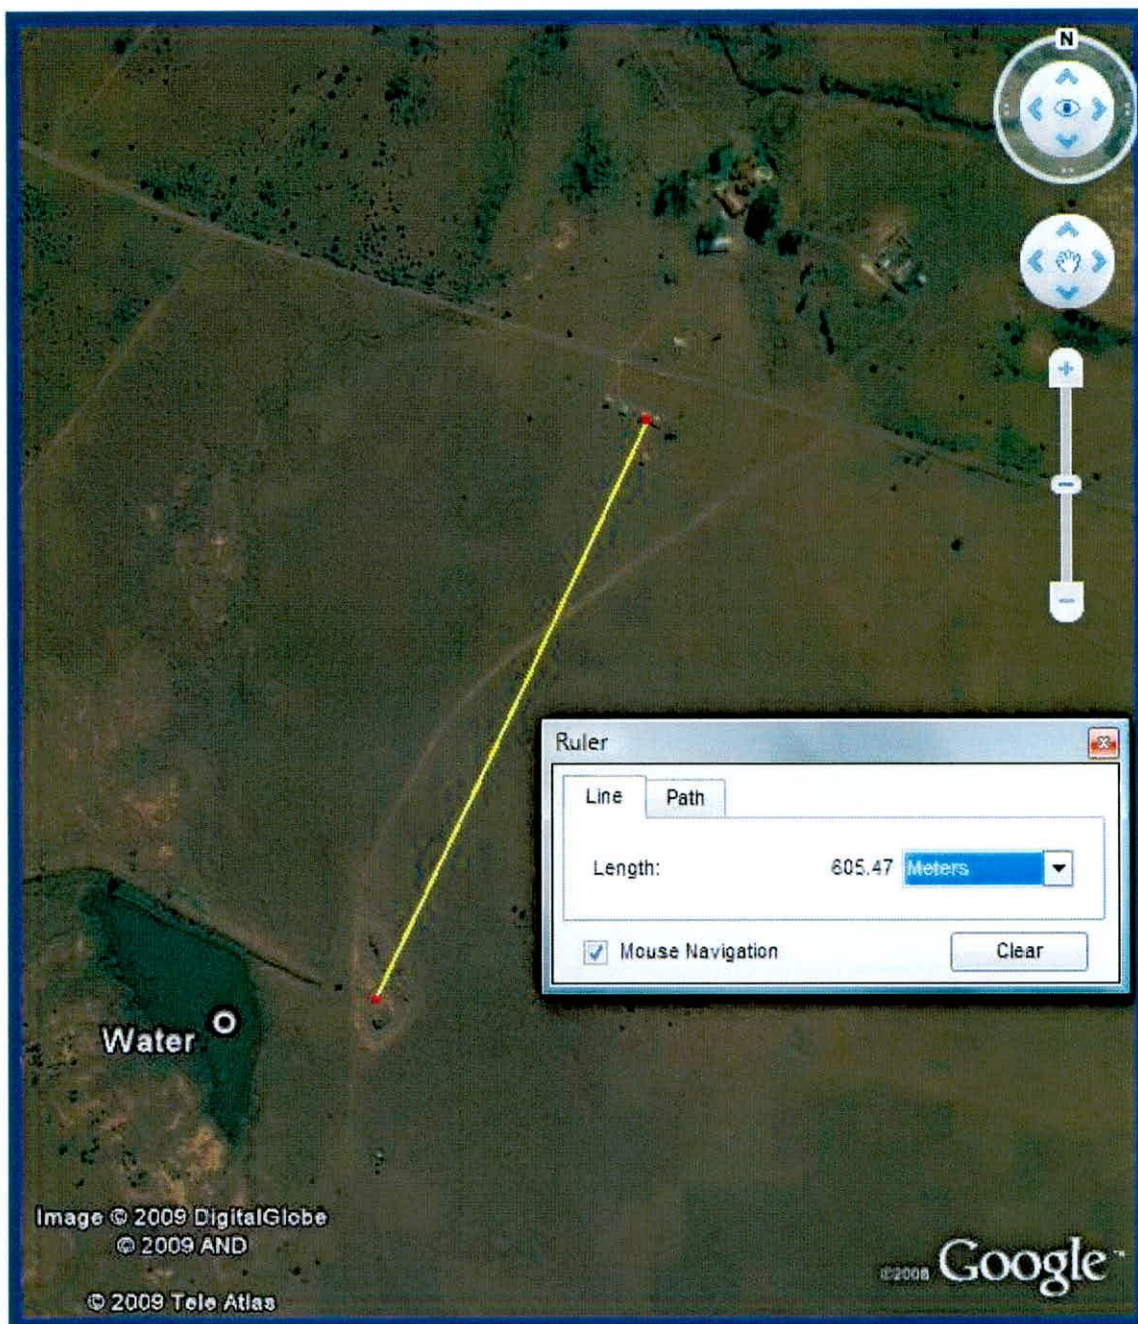 N
Ruler
Line Path
Length: 605.47 Meters
Mouse Navigation Clear
Water
Image © 2009 DigitalGlobe
© 2009 AND
©2008 Google™
© 2009 Tele Atlas